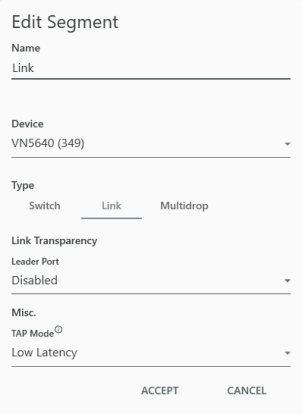 Edit Segment
Name
Link
Device
VN5640 (349)
Type
Switch Link Multidrop
Link Transparency
Leader Port
Disabled
Misc.
TAP Mode
Low Latency
ACCEPT CANCEL